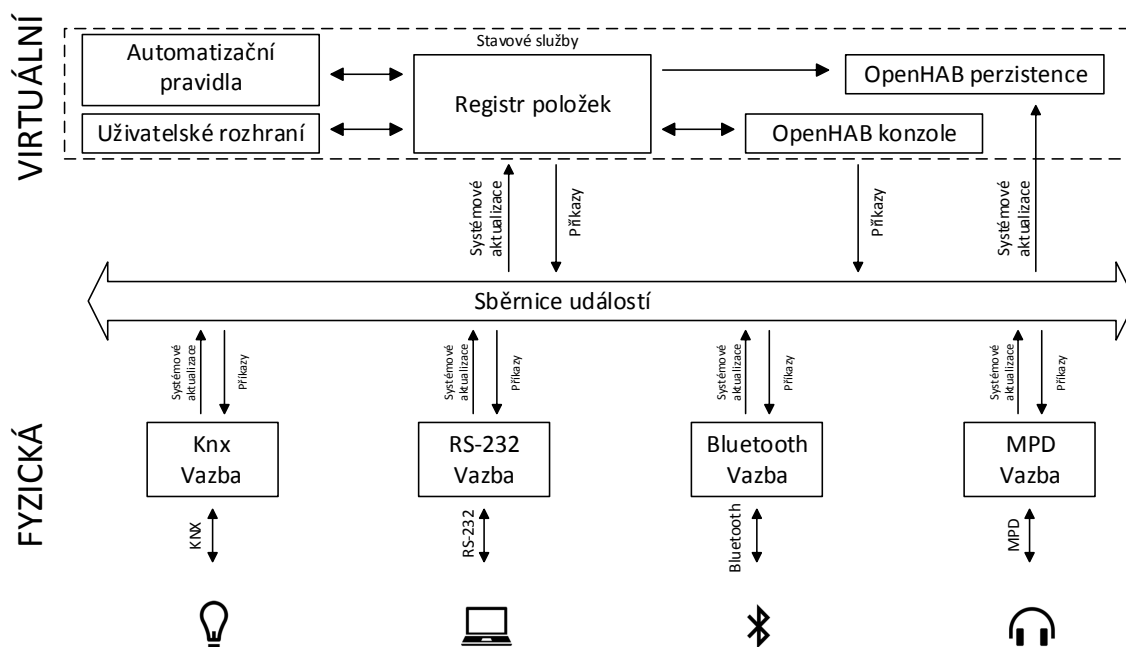 VIRTUÁLNÍ
Stavové služby
Automatizační
pravidla
Registr položek
OpenHAB perzistence
Uživatelské rozhraní
OpenHAB konzole
Systémové
aktualizace
Příkazy
Příkazy
Systémové
aktualizace
Sběrnice událostí
Systémové
aktualizace
Příkazy
Systémové
aktualizace
Příkazy
Systémové
aktualizace
Příkazy
Systémové
aktualizace
Příkazy
FYZICKÁ
Knx
Vazba
RS-232
Vazba
Bluetooth
Vazba
MPD
Vazba
KNX
RS-232
Bluetooth
MPD